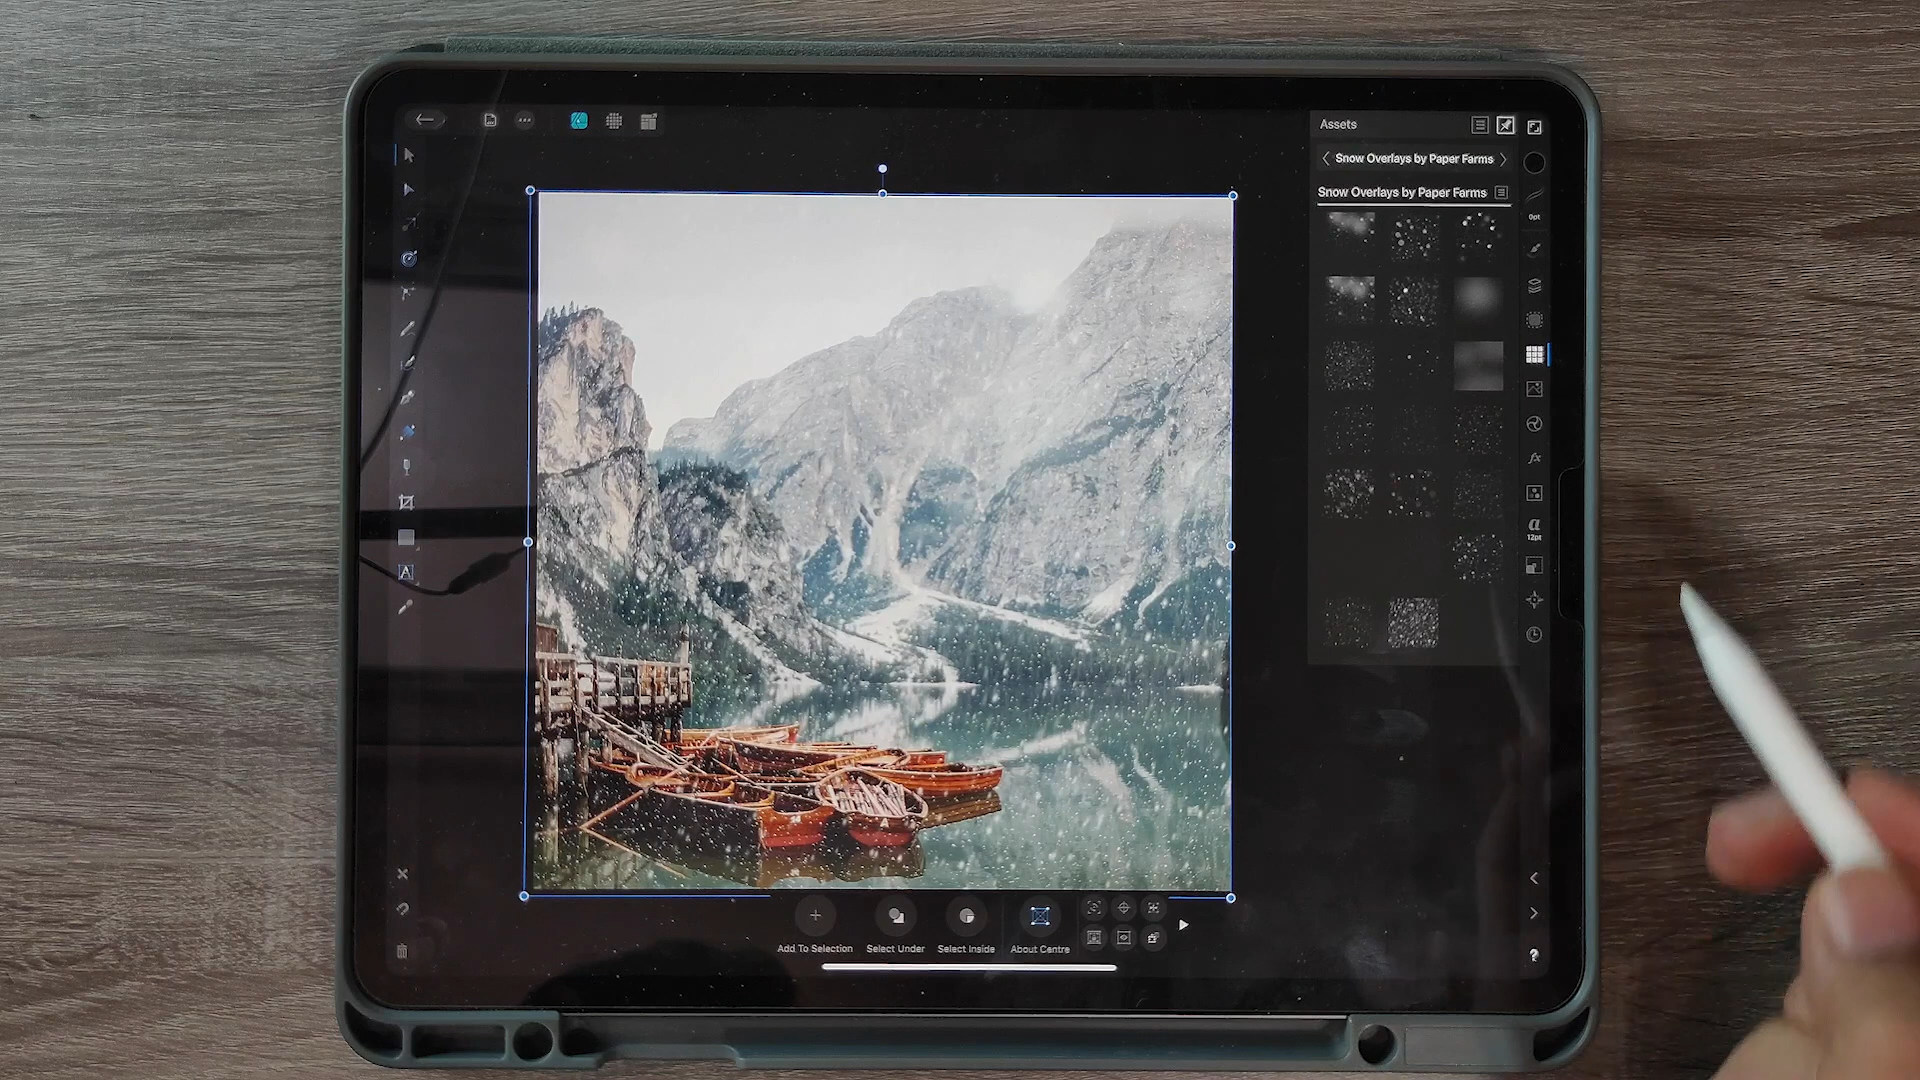 Assets
Snow Overlays by Paper Farms
Snow Overlays by Paper Farms
0pt
fx
a
12pt
A
Add To Selection
Select Under
Select Inside
About Centre
?